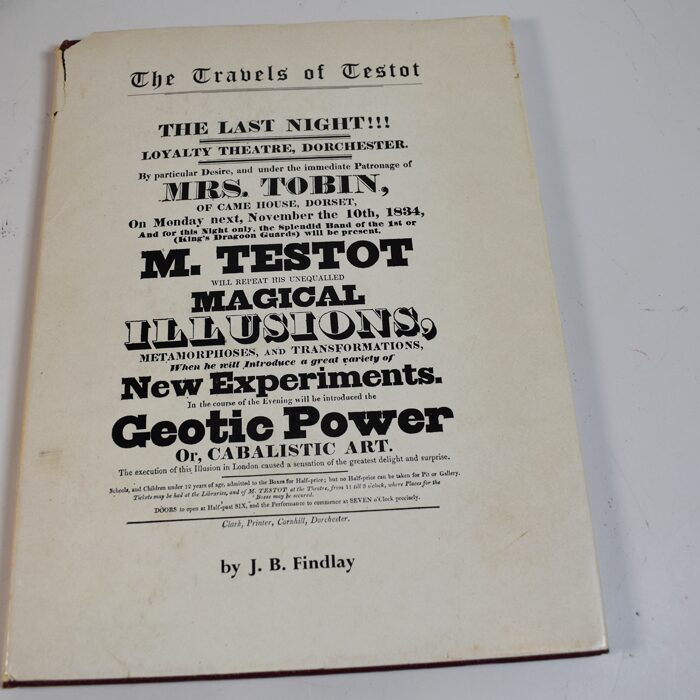 The Travels of Testot
THE LAST NIGHT!!!
LOYALTY THEATRE, DORCHESTER.
By particular Desire, and under the immediate Patronage of
MRS. TOBIN,
OF CAME HOUSE, DORSET,
On Monday next, November the 10th, 1834,
And for this Night only, the Splendid Band of the 1st or
(King's Dragoon Guards) will be present.
M. TESTOT
WILL REPEAT HIS UNEQUALLED
MAGICAL
ILLUSIONS,
METAMORPHOSES, AND TRANSFORMATIONS,
When he will Introduce a great variety of
New Experiments.
In the course of the Evening will be introduced the
Geotic Power
Or, CABALISTIC ART.
The execution of this Illusion in London caused a sensation of the greatest delight and surprise.
Schools, and Children under 12 years of age, admitted to the Boxes for Half-price; but no Half-price can be taken for Pit or Gallery.
Tickets may be had at the Libraries, and of M. TESTOT at the Theatre, from 11 till 3 o'clock, where Places for the
Boxes may be secured.
DOORS to open at Half-past SIX, and the Performance to commence at SEVEN o'Clock precisely.
Clark, Printer, Cornhill, Dorchester.
by J. B. Findlay